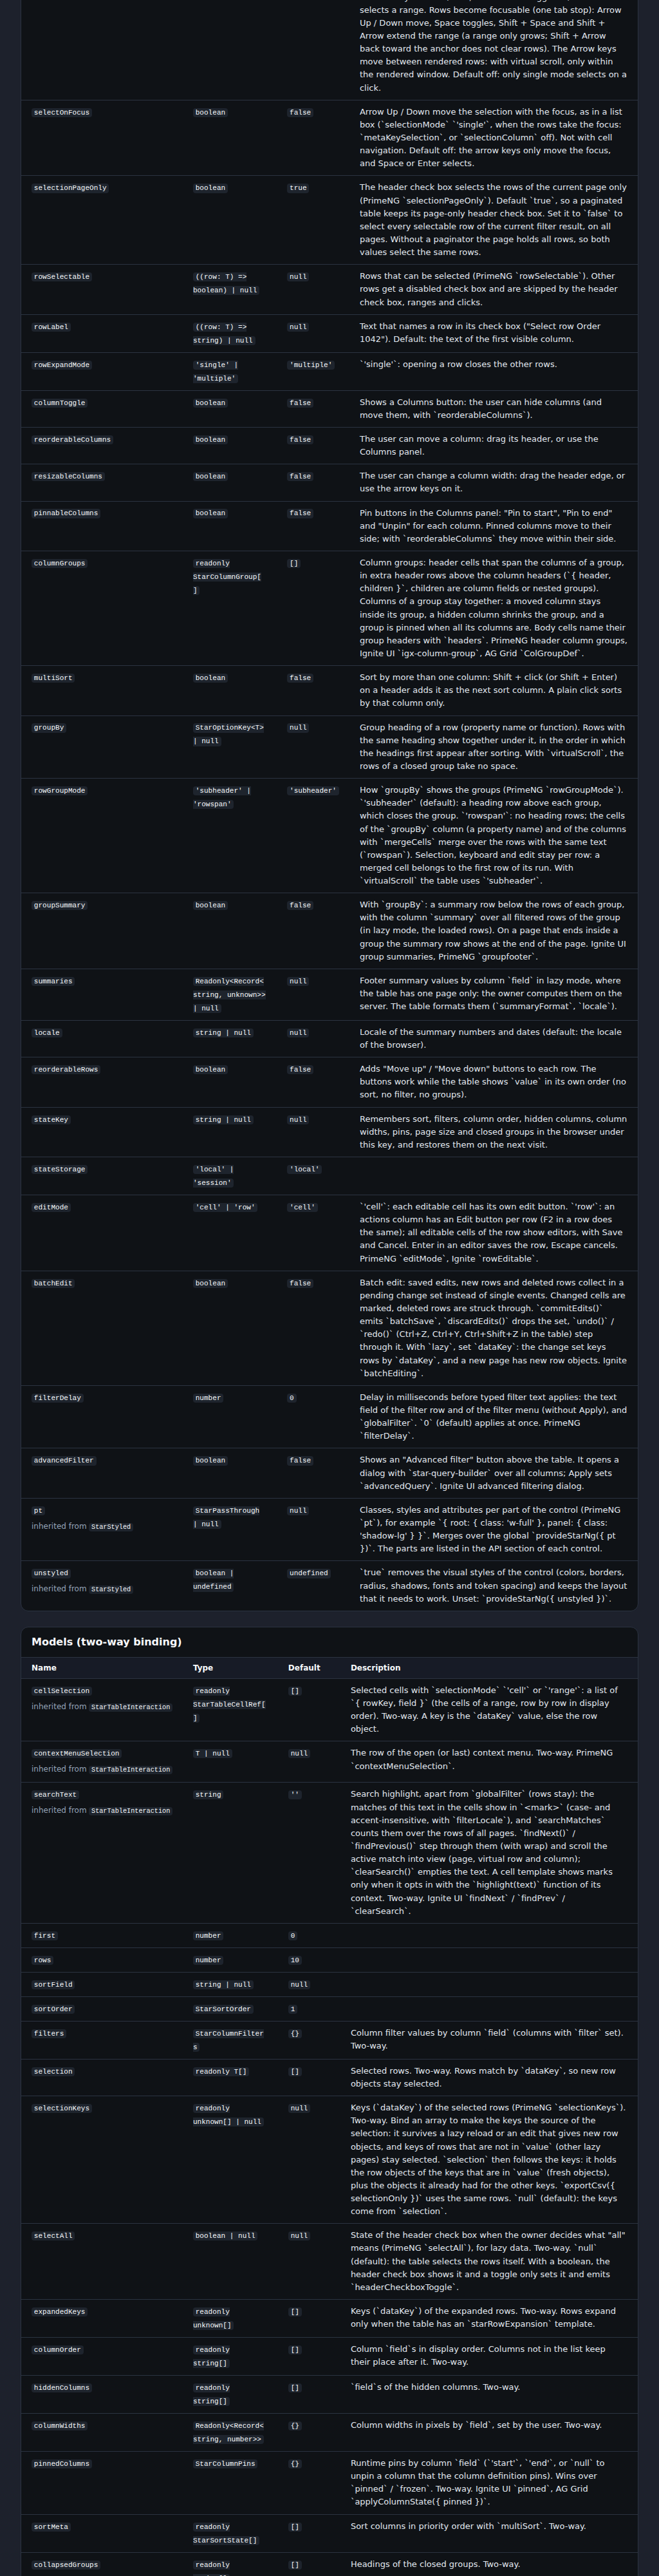 selects a range. Rows become focusable (one tab stop): Arrow
Up / Down move, Space toggles, Shift + Space and Shift +
Arrow extend the range (a range only grows; Shift + Arrow
back toward the anchor does not clear rows). The Arrow keys
move between rendered rows: with virtual scroll, only within
the rendered window. Default off: only single mode selects on a
click.
selectOnFocus boolean false Arrow Up / Down move the selection with the focus, as in a list
box (`selectionMode` `'single'`, when the rows take the focus:
`metaKeySelection`, or `selectionColumn` off). Not with cell
navigation. Default off: the arrow keys only move the focus,
and Space or Enter selects.
selectionPageOnly boolean true The header check box selects the rows of the current page only
(PrimeNG `selectionPageOnly`). Default `true`, so a paginated
table keeps its page-only header check box. Set it to `false` to
select every selectable row of the current filter result, on all
pages. Without a paginator the page holds all rows, so both
values select the same rows.
rowSelectable ((row: T) => null Rows that can be selected (PrimeNG `rowSelectable`). Other
boolean) | null rows get a disabled check box and are skipped by the header
check box, ranges and clicks.
rowLabel ((row: T) => null Text that names a row in its check box ("Select row Order
string) | null 1042"). Default: the text of the first visible column.
rowExpandMode 'single' | 'multiple' `'single'`: opening a row closes the other rows.
'multiple'
columnToggle boolean false Shows a Columns button: the user can hide columns (and
move them, with `reorderableColumns`).
reorderableColumns boolean false The user can move a column: drag its header, or use the
Columns panel.
resizableColumns boolean false The user can change a column width: drag the header edge, or
use the arrow keys on it.
pinnableColumns boolean false Pin buttons in the Columns panel: "Pin to start", "Pin to end"
and "Unpin" for each column. Pinned columns move to their
side; with `reorderableColumns` they move within their side.
columnGroups readonly [] Column groups: header cells that span the columns of a group,
StarColumnGroup[ in extra header rows above the column headers (`{ header,
] children }`, children are column fields or nested groups).
Columns of a group stay together: a moved column stays
inside its group, a hidden column shrinks the group, and a
group is pinned when all its columns are. Body cells name their
group headers with `headers`. PrimeNG header column groups,
Ignite UI `igx-column-group`, AG Grid `ColGroupDef`.
multiSort boolean false Sort by more than one column: Shift + click (or Shift + Enter)
on a header adds it as the next sort column. A plain click sorts
by that column only.
groupBy StarOptionKey<T> null Group heading of a row (property name or function). Rows with
| null the same heading show together under it, in the order in which
the headings first appear after sorting. With `virtualScroll`, the
rows of a closed group take no space.
rowGroupMode 'subheader' | 'subheader' How `groupBy` shows the groups (PrimeNG `rowGroupMode`).
'rowspan' `'subheader'` (default): a heading row above each group,
which closes the group. `'rowspan'`: no heading rows; the cells
of the `groupBy` column (a property name) and of the columns
with `mergeCells` merge over the rows with the same text
(`rowspan`). Selection, keyboard and edit stay per row: a
merged cell belongs to the first row of its run. With
`virtualScroll` the table uses `'subheader'`.
groupSummary boolean false With `groupBy`: a summary row below the rows of each group,
with the column `summary` over all filtered rows of the group
(in lazy mode, the loaded rows). On a page that ends inside a
group the summary row shows at the end of the page. Ignite UI
group summaries, PrimeNG `groupfooter`.
summaries Readonly<Record< null Footer summary values by column `field` in lazy mode, where
string, unknown>> the table has one page only: the owner computes them on the
| null server. The table formats them (`summaryFormat`, `locale`).
locale string | null null Locale of the summary numbers and dates (default: the locale
of the browser).
reorderableRows boolean false Adds "Move up" / "Move down" buttons to each row. The
buttons work while the table shows `value` in its own order (no
sort, no filter, no groups).
stateKey string | null null Remembers sort, filters, column order, hidden columns, column
widths, pins, page size and closed groups in the browser under
this key, and restores them on the next visit.
stateStorage 'local' | 'local'
'session'
editMode 'cell' | 'row' 'cell' `'cell'`: each editable cell has its own edit button. `'row'`: an
actions column has an Edit button per row (F2 in a row does
the same); all editable cells of the row show editors, with Save
and Cancel. Enter in an editor saves the row, Escape cancels.
PrimeNG `editMode`, Ignite `rowEditable`.
batchEdit boolean false Batch edit: saved edits, new rows and deleted rows collect in a
pending change set instead of single events. Changed cells are
marked, deleted rows are struck through. `commitEdits()`
emits `batchSave`, `discardEdits()` drops the set, `undo()` /
`redo()` (Ctrl+Z, Ctrl+Y, Ctrl+Shift+Z in the table) step
through it. With `lazy`, set `dataKey`: the change set keys
rows by `dataKey`, and a new page has new row objects. Ignite
`batchEditing`.
filterDelay number 0 Delay in milliseconds before typed filter text applies: the text
field of the filter row and of the filter menu (without Apply), and
`globalFilter`. `0` (default) applies at once. PrimeNG
`filterDelay`.
advancedFilter boolean false Shows an "Advanced filter" button above the table. It opens a
dialog with `star-query-builder` over all columns; Apply sets
`advancedQuery`. Ignite UI advanced filtering dialog.
pt StarPassThrough null Classes, styles and attributes per part of the control (PrimeNG
inherited from StarStyled | null `pt`), for example `{ root: { class: 'w-full' }, panel: { class:
'shadow-lg' } }`. Merges over the global `provideStarNg({ pt
})`. The parts are listed in the API section of each control.
unstyled boolean | undefined `true` removes the visual styles of the control (colors, borders,
inherited from StarStyled undefined radius, shadows, fonts and token spacing) and keeps the layout
that it needs to work. Unset: `provideStarNg({ unstyled })`.
Models (two-way binding)
Name Type Default Description
cellSelection readonly [] Selected cells with `selectionMode` `'cell'` or `'range'`: a list of
inherited from StarTableInteraction StarTableCellRef[ `{ rowKey, field }` (the cells of a range, row by row in display
] order). Two-way. A key is the `dataKey` value, else the row
object.
contextMenuSelection T | null null The row of the open (or last) context menu. Two-way. PrimeNG
inherited from StarTableInteraction `contextMenuSelection`.
searchText string '' Search highlight, apart from `globalFilter` (rows stay): the
inherited from StarTableInteraction matches of this text in the cells show in `<mark>` (case- and
accent-insensitive, with `filterLocale`), and `searchMatches`
counts them over the rows of all pages. `findNext()` /
`findPrevious()` step through them (with wrap) and scroll the
active match into view (page, virtual row and column);
`clearSearch()` empties the text. A cell template shows marks
only when it opts in with the `highlight(text)` function of its
context. Two-way. Ignite UI `findNext` / `findPrev` /
`clearSearch`.
first number 0
rows number 10
sortField string | null null
sortOrder StarSortOrder 1
filters StarColumnFilter {} Column filter values by column `field` (columns with `filter` set).
s Two-way.
selection readonly T[] [] Selected rows. Two-way. Rows match by `dataKey`, so new row
objects stay selected.
selectionKeys readonly null Keys (`dataKey`) of the selected rows (PrimeNG `selectionKeys`).
unknown[] | null Two-way. Bind an array to make the keys the source of the
selection: it survives a lazy reload or an edit that gives new row
objects, and keys of rows that are not in `value` (other lazy
pages) stay selected. `selection` then follows the keys: it holds
the row objects of the keys that are in `value` (fresh objects),
plus the objects it already had for the other keys. `exportCsv({
selectionOnly })` uses the same rows. `null` (default): the keys
come from `selection`.
selectAll boolean | null null State of the header check box when the owner decides what "all"
means (PrimeNG `selectAll`), for lazy data. Two-way. `null`
(default): the table selects the rows itself. With a boolean, the
header check box shows it and a toggle only sets it and emits
`headerCheckboxToggle`.
expandedKeys readonly [] Keys (`dataKey`) of the expanded rows. Two-way. Rows expand
unknown[] only when the table has an `starRowExpansion` template.
columnOrder readonly [] Column `field`s in display order. Columns not in the list keep
string[] their place after it. Two-way.
hiddenColumns readonly [] `field`s of the hidden columns. Two-way.
string[]
columnWidths Readonly<Record< {} Column widths in pixels by `field`, set by the user. Two-way.
string, number>>
pinnedColumns StarColumnPins {} Runtime pins by column `field` (`'start'`, `'end'`, or `null` to
unpin a column that the column definition pins). Wins over
`pinned` / `frozen`. Two-way. Ignite UI `pinned`, AG Grid
`applyColumnState({ pinned })`.
sortMeta readonly [] Sort columns in priority order with `multiSort`. Two-way.
StarSortState[]
collapsedGroups readonly [] Headings of the closed groups. Two-way.